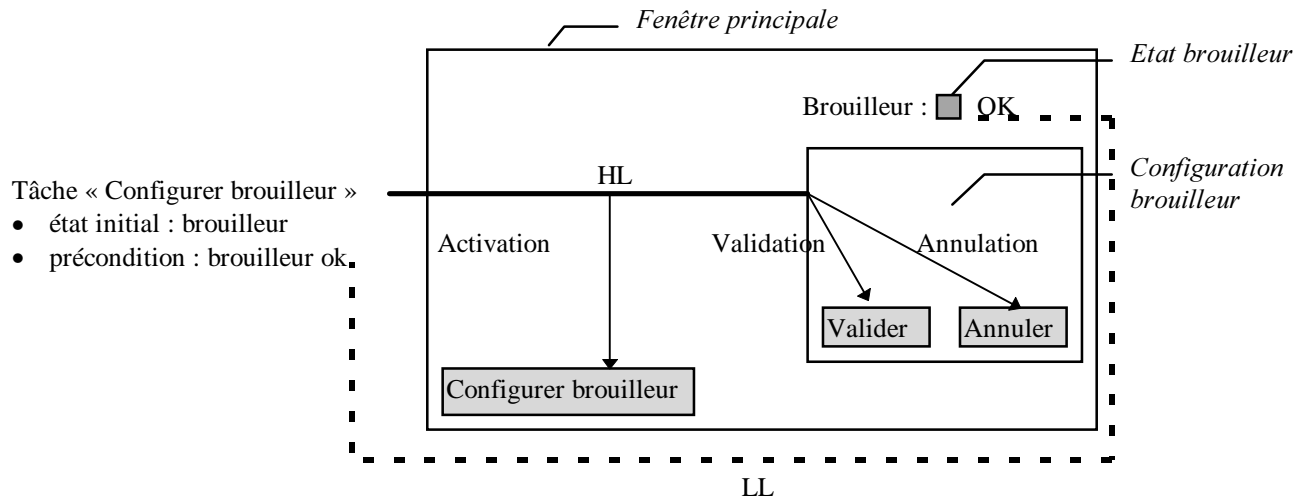 Fenêtre principale
Etat brouilleur
Brouilleur : OK
Configuration
brouilleur
HL
Tâche « Configurer brouilleur »
• état initial : brouilleur
• précondition : brouilleur ok
Activation
Validation
Annulation
Valider
Annuler
Configurer brouilleur
LL